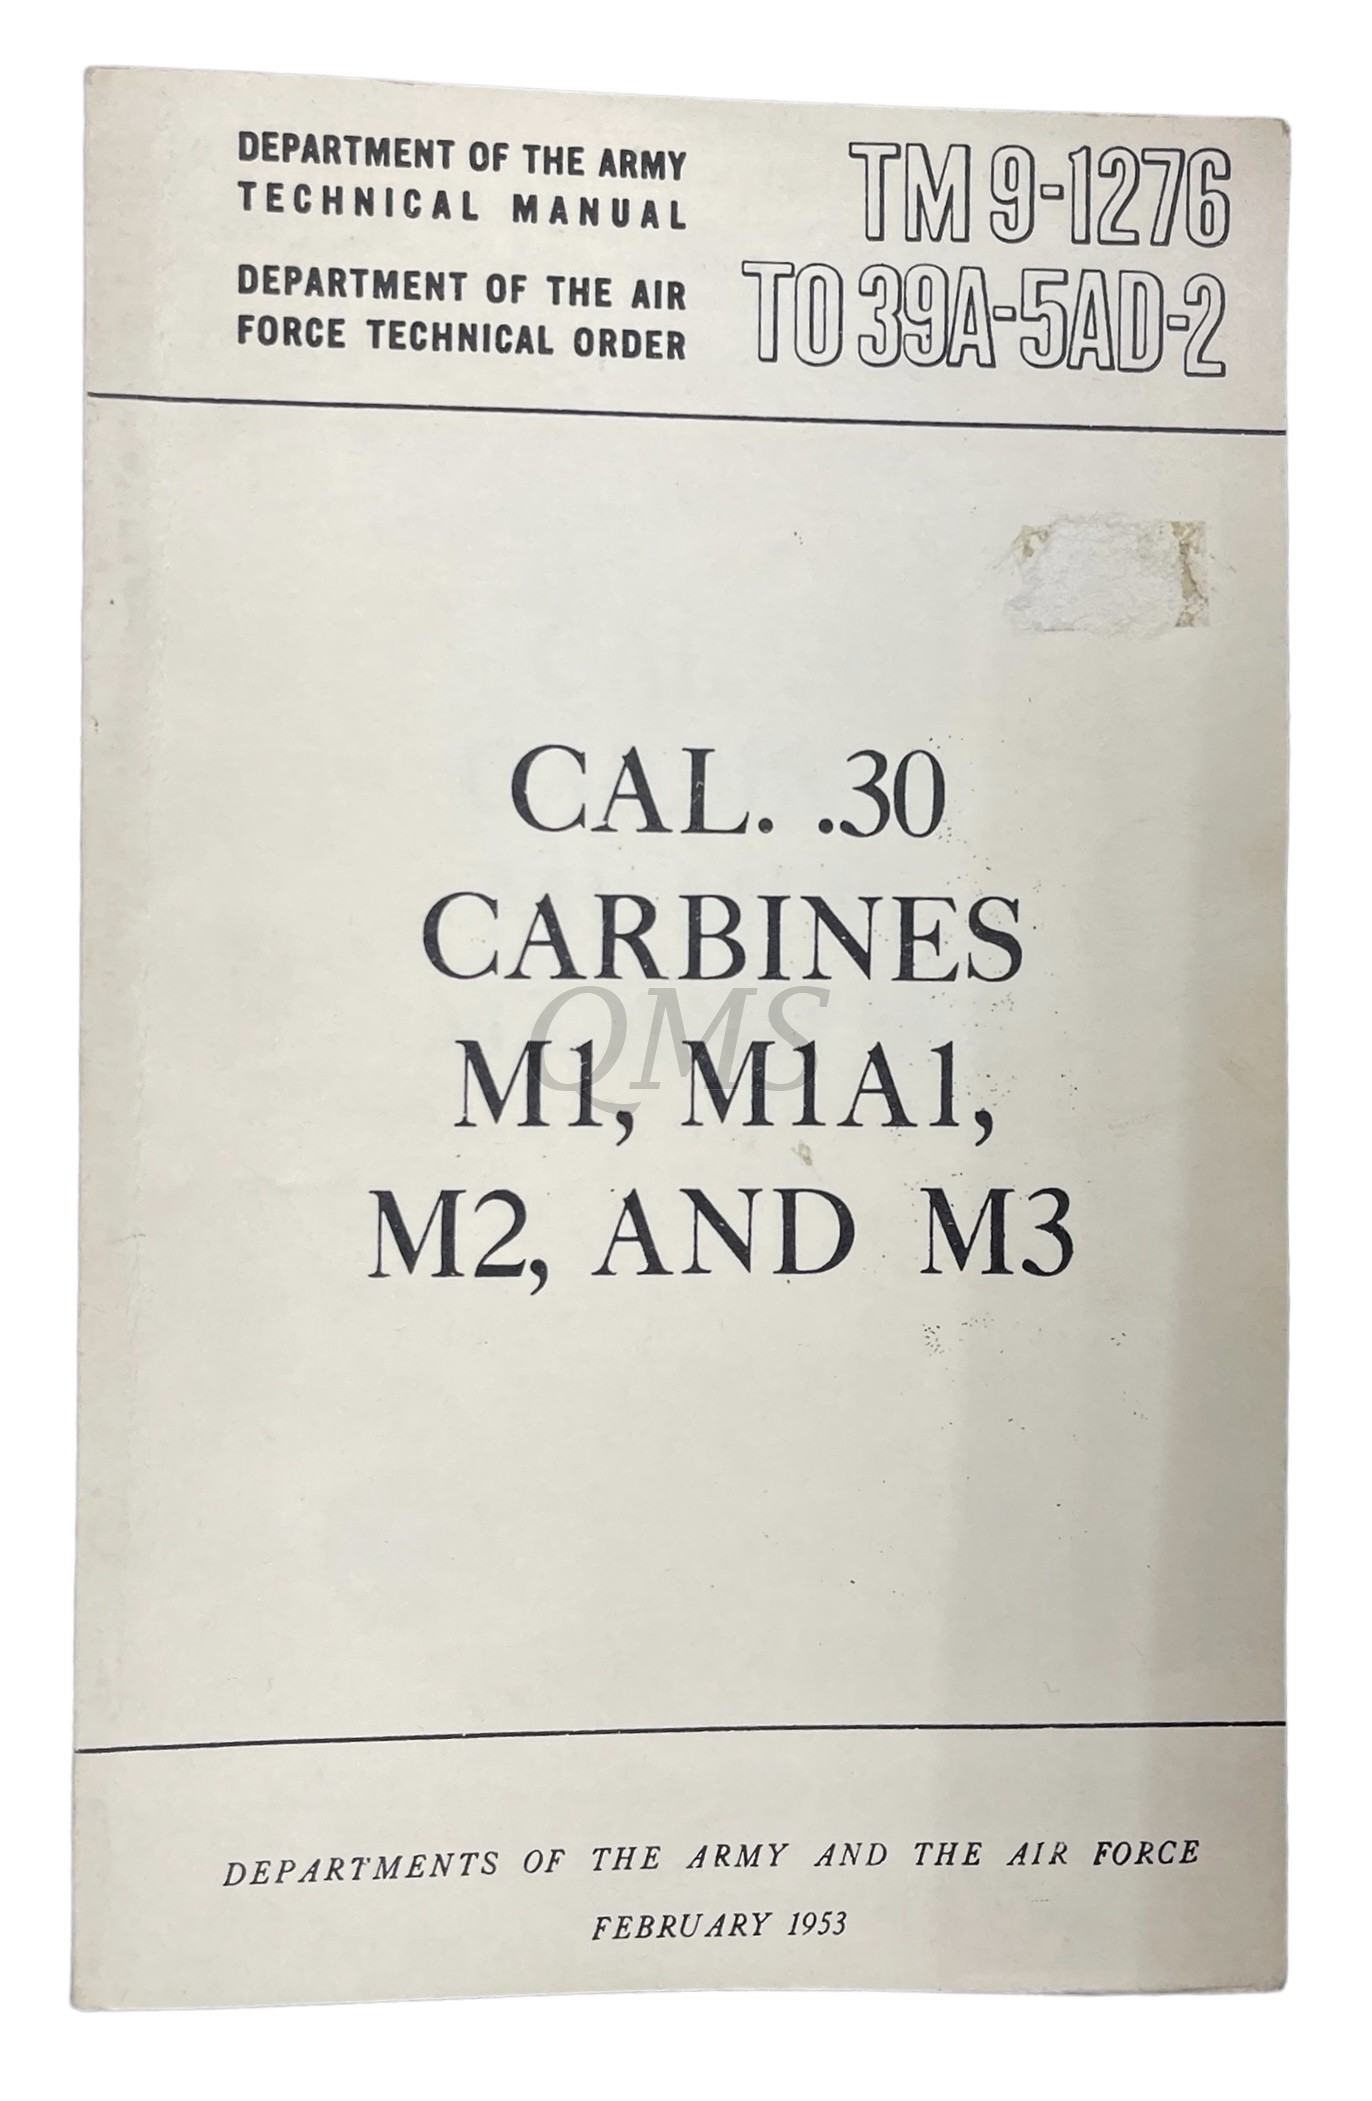 DEPARTMENT OF THE ARMY
TECHNICAL MANUAL
TM 9-1276
DEPARTMENT OF THE AIR
FORCE TECHNICAL ORDER
TO 39A-5AD-2
CAL. .30
CARBINES
QMS
M1, M1A1,
M2, AND M3
DEPARTMENTS OF THE ARMY AND THE AIR FORCE
FEBRUARY 1953